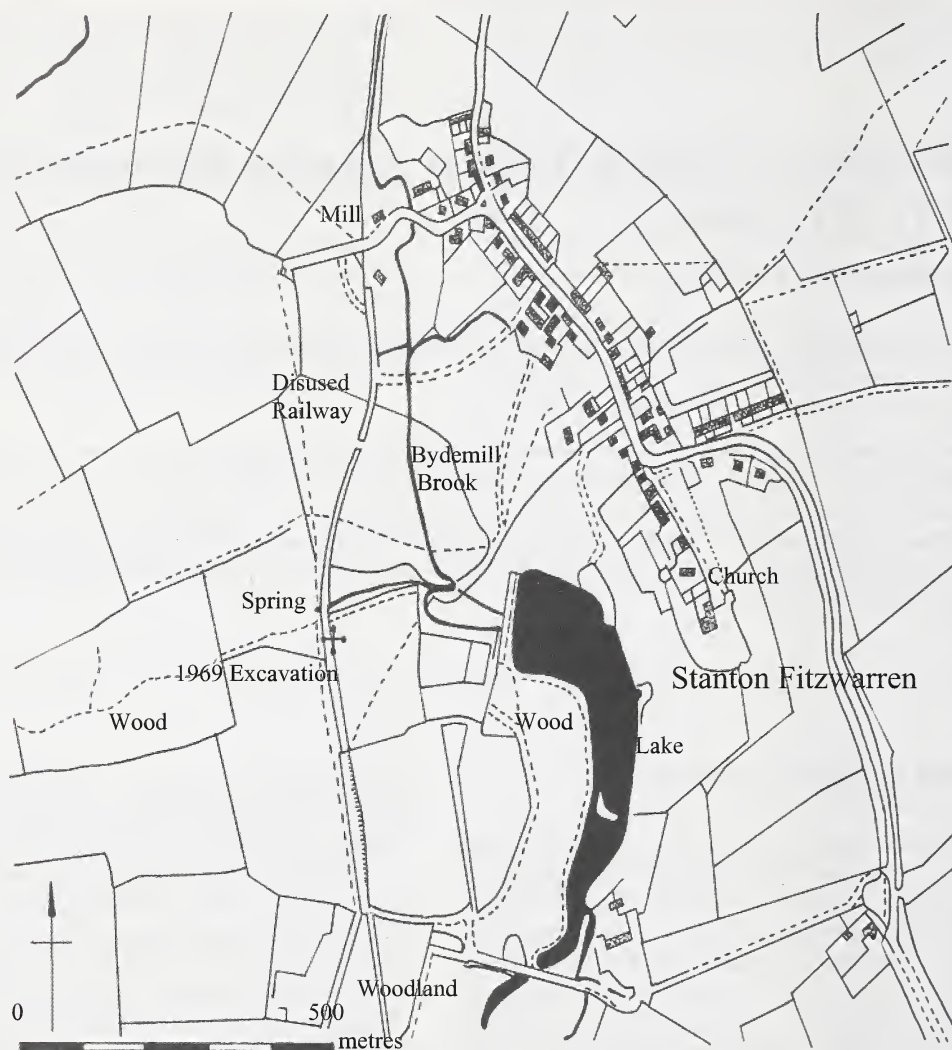 Mill
Disused
Railway
Bydemill
Brook
Spring
Church
1969 Excavation
Stanton Fitzwarren
Wood
Wood
Lake
Woodland
0
500
metres